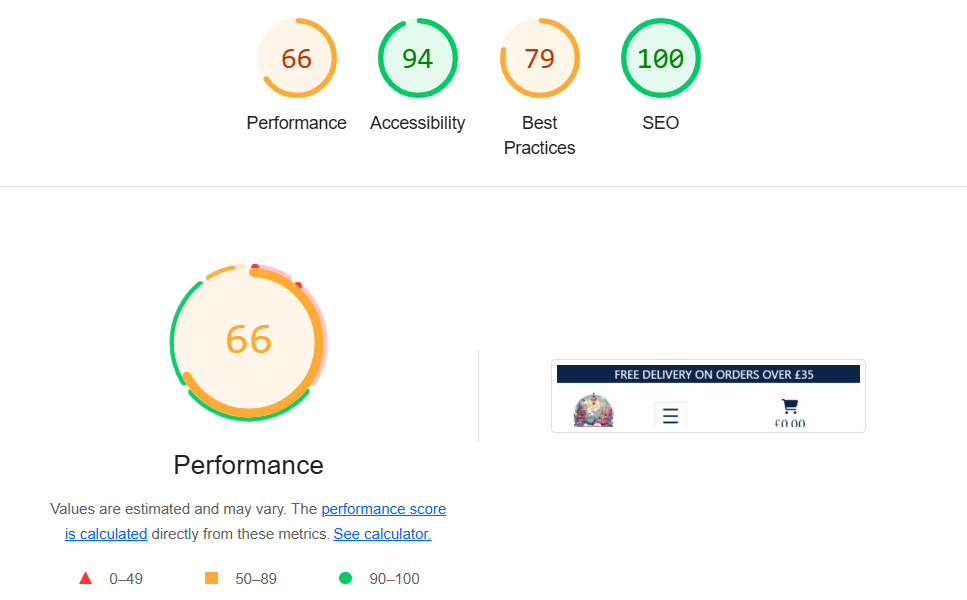 66
94
79
100
Performance
Accessibility
Best
Practices
SEO
66
Performance
Values are estimated and may vary. The performance score
is calculated directly from these metrics. See calculator.
0–49
50–89
90–100
FREE DELIVERY ON ORDERS OVER £35
£0.00